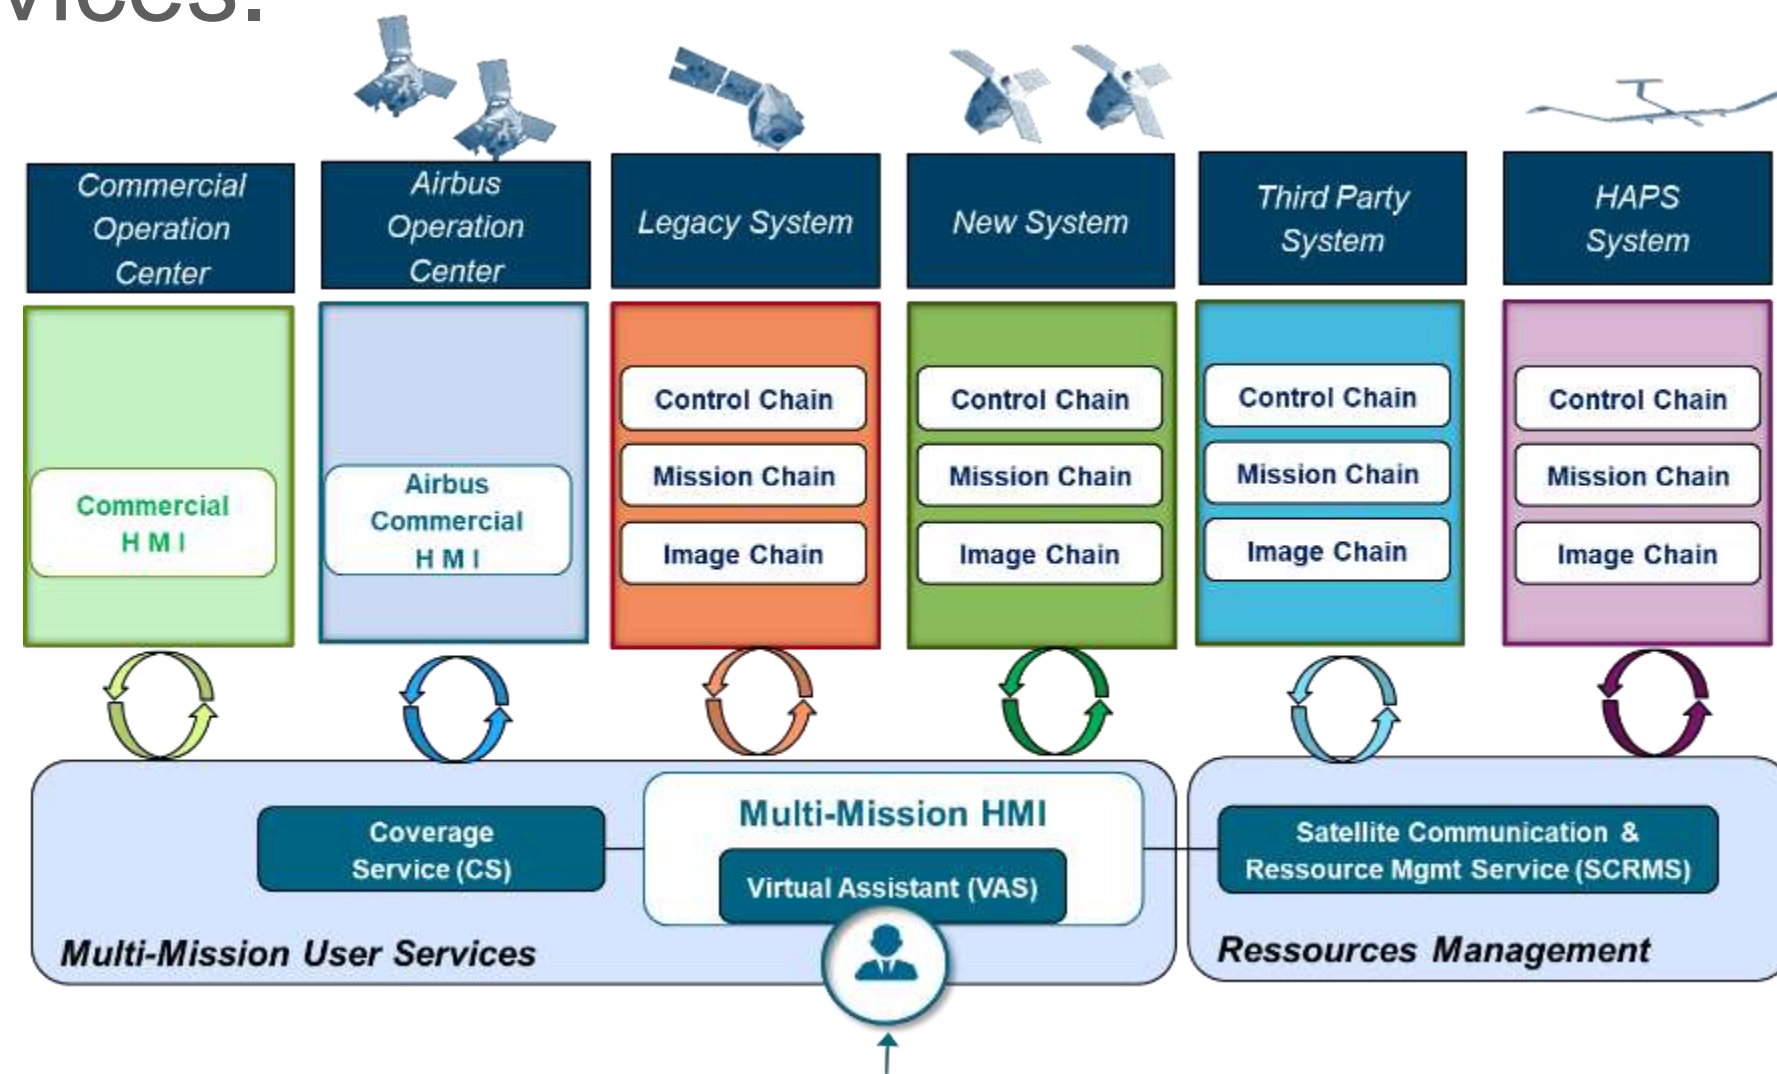 Commercial
Operation
Center
Airbus
Operation
Center
Legacy System
New System
Third Party
System
HAPS
System
Commercial
H M I
Airbus
Commercial
H M I
Control Chain
Mission Chain
Image Chain
Control Chain
Mission Chain
Image Chain
Control Chain
Mission Chain
Image Chain
Control Chain
Mission Chain
Image Chain
Coverage
Service (CS)
Multi-Mission HMI
Virtual Assistant (VAS)
Multi-Mission User Services
Satellite Communication &
Ressource Mgmt Service (SCRMS)
Ressources Management